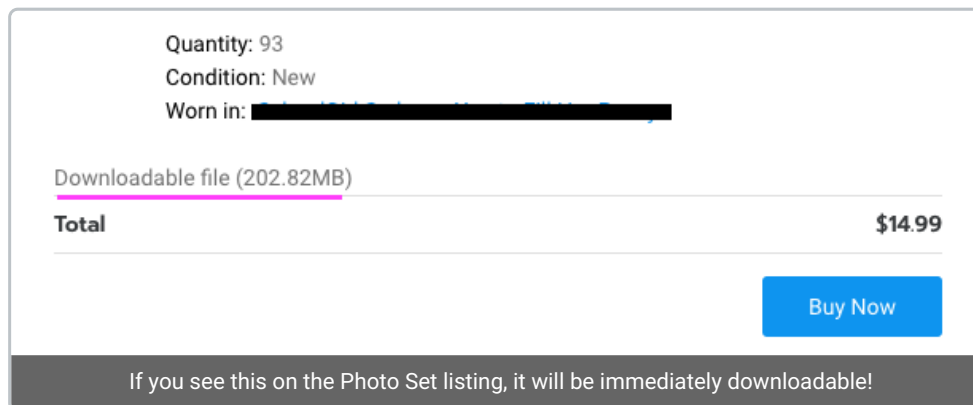 Quantity: 93
Condition: New
Worn in:
Downloadable file (202.82MB)
Total $14.99
Buy Now
If you see this on the Photo Set listing, it will be immediately downloadable!